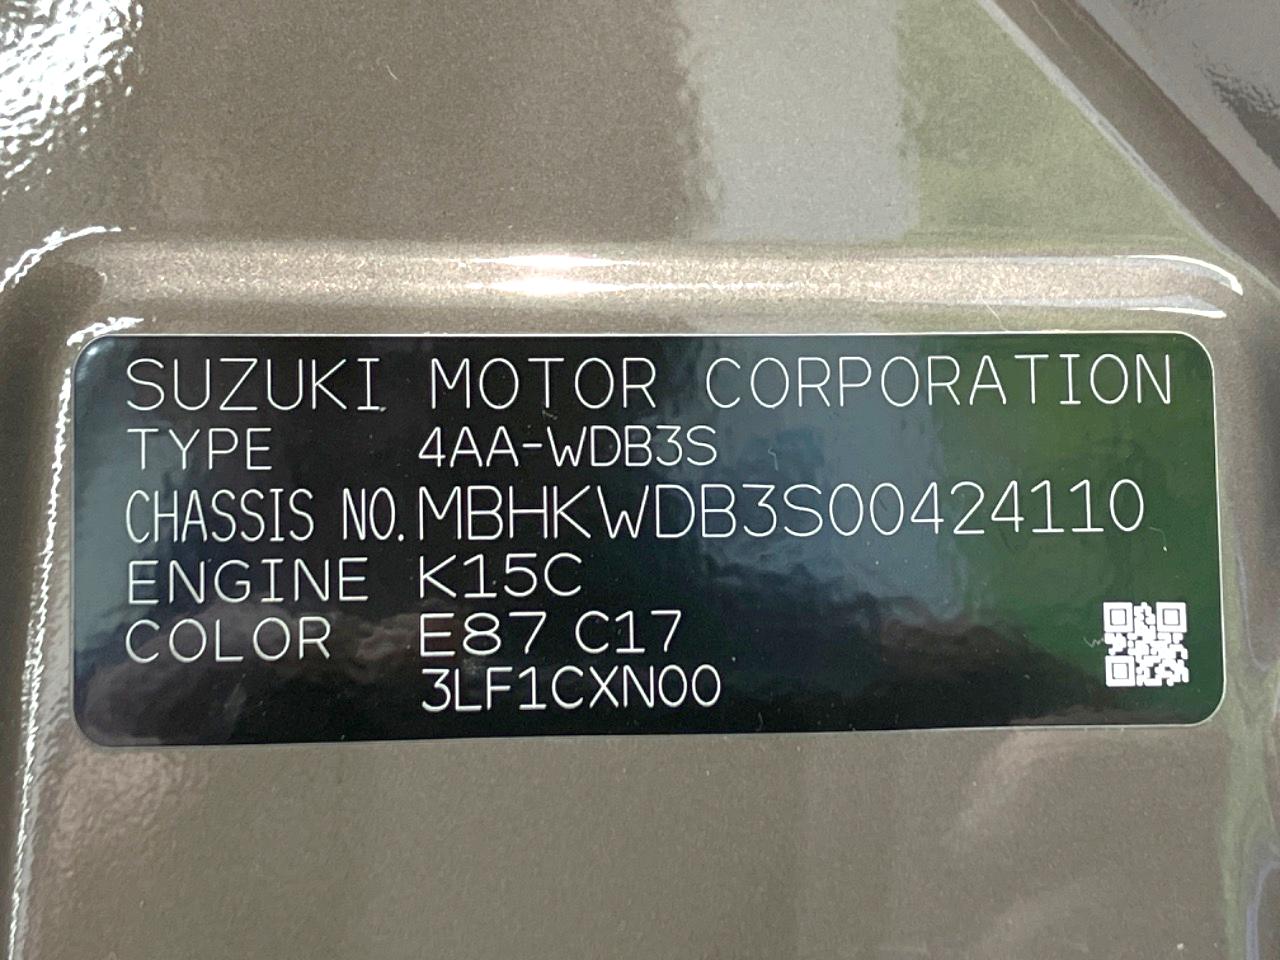 SUZUKI MOTOR CORPORATION
TYPE 4AA-WDB3S
CHASSIS NO. MBHKWDB3S00424110
ENGINE K15C
COLOR E87 C17
3LF1CXN00